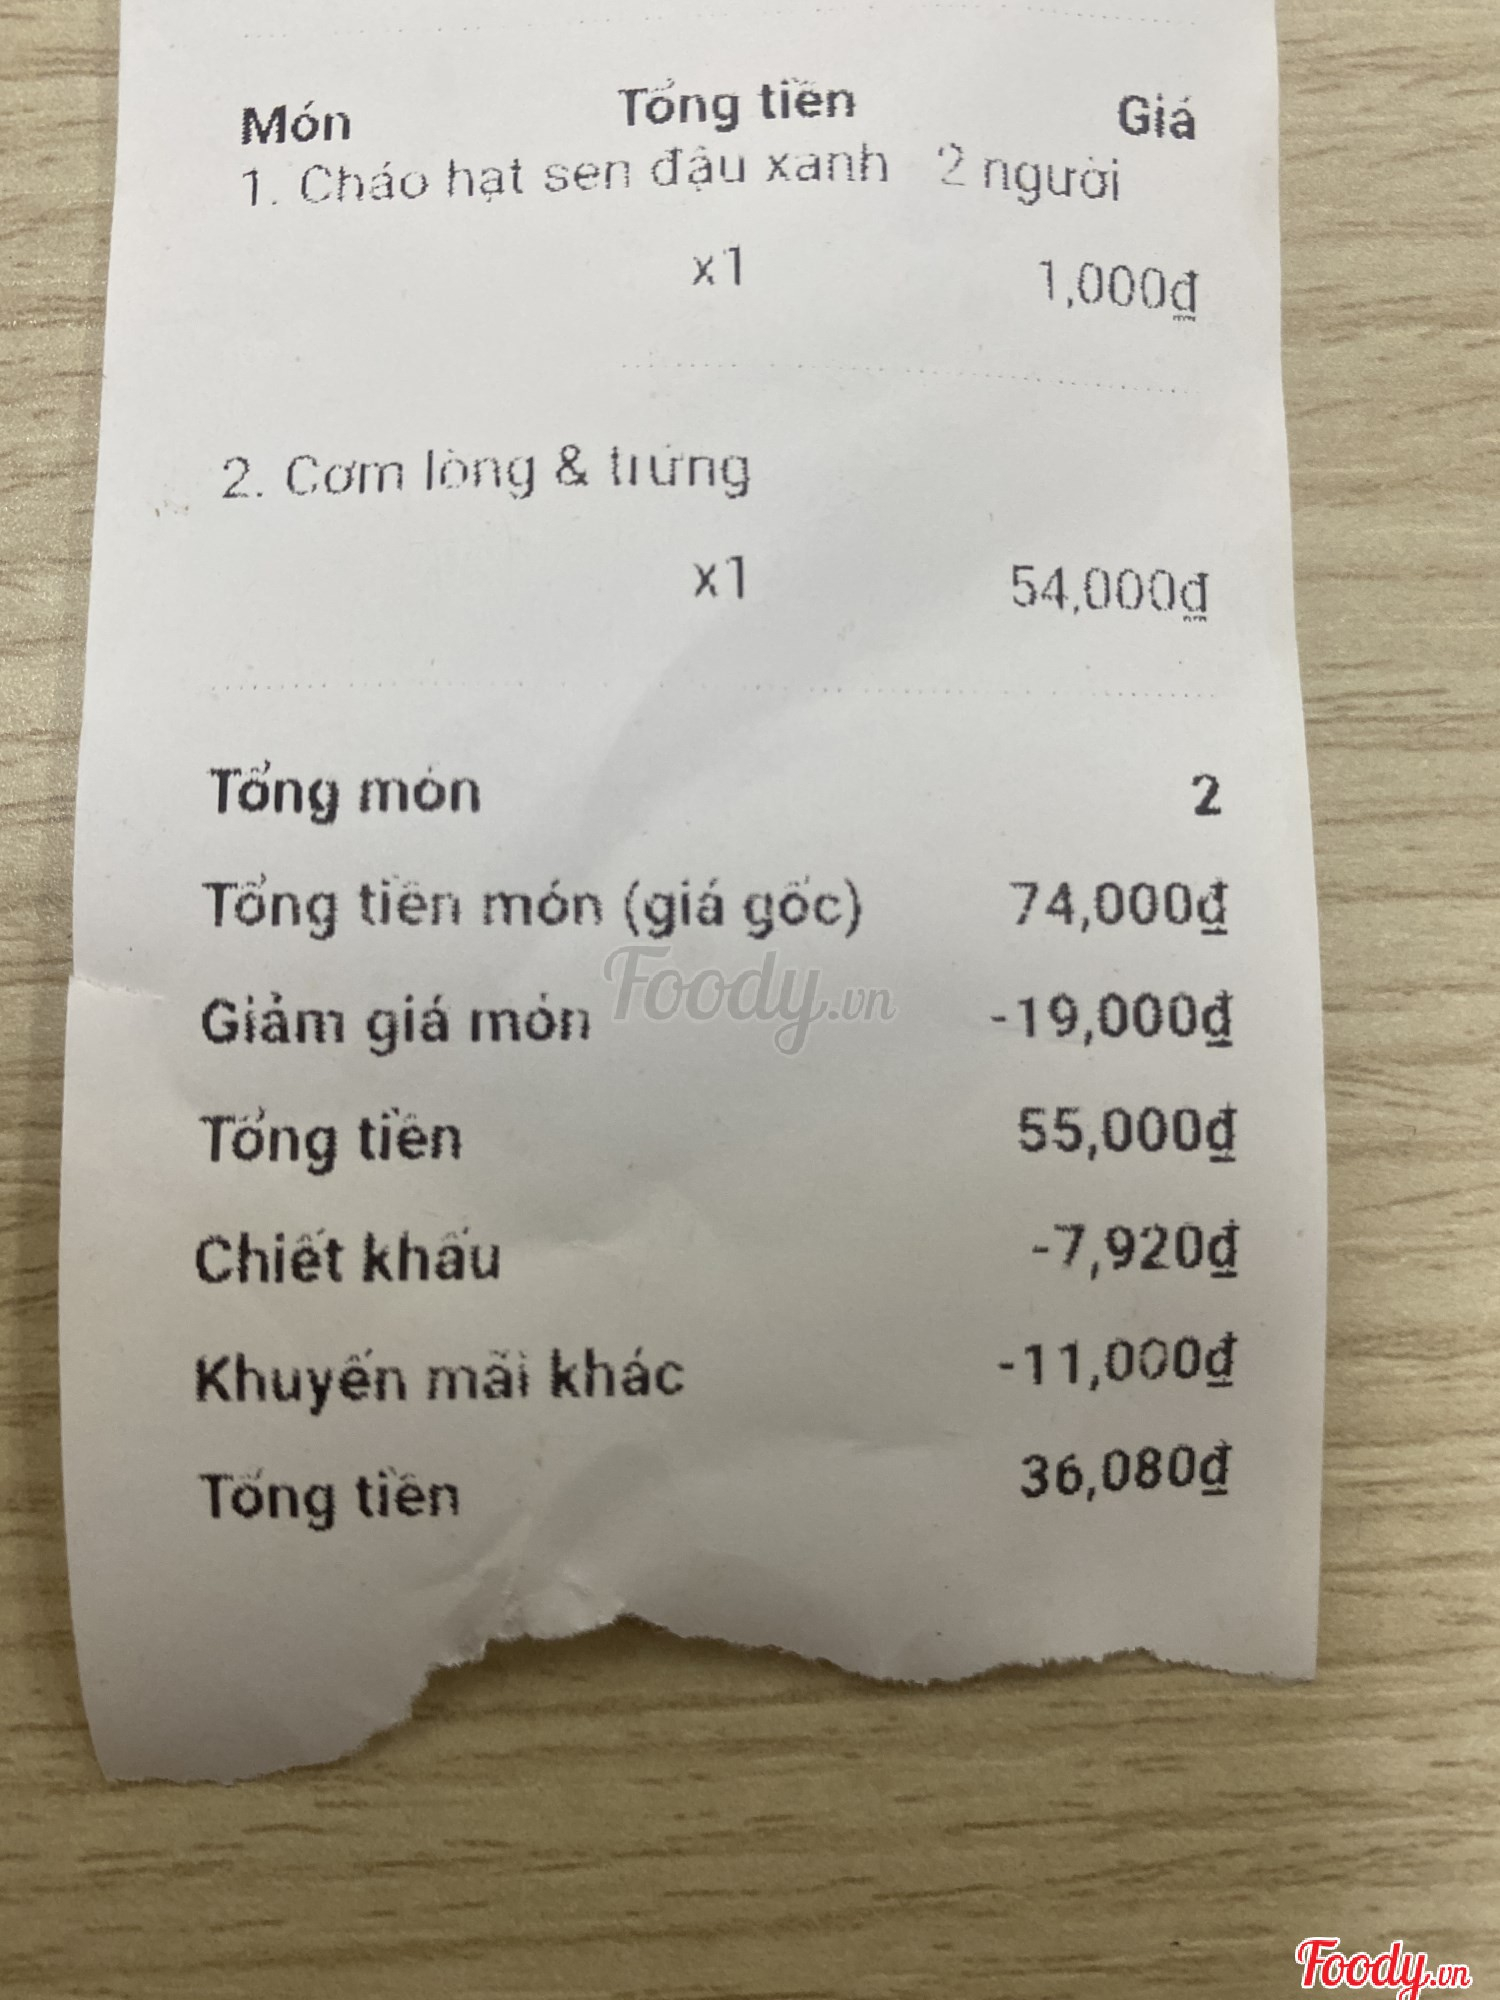 Món Tổng tiền Giá
1. Cháo hạt sen đậu xanh 2 người
x1 1,000đ
2. Cơm lòng & trứng
x1 54,000đ
Tổng món 2
Tổng tiền món (giá gốc) 74,000đ
Foody.vn
Giảm giá món -19,000đ
Tổng tiền 55,000đ
Chiết khấu -7,920đ
Khuyến mãi khác -11,000đ
Tổng tiền 36,080đ
Foody.vn